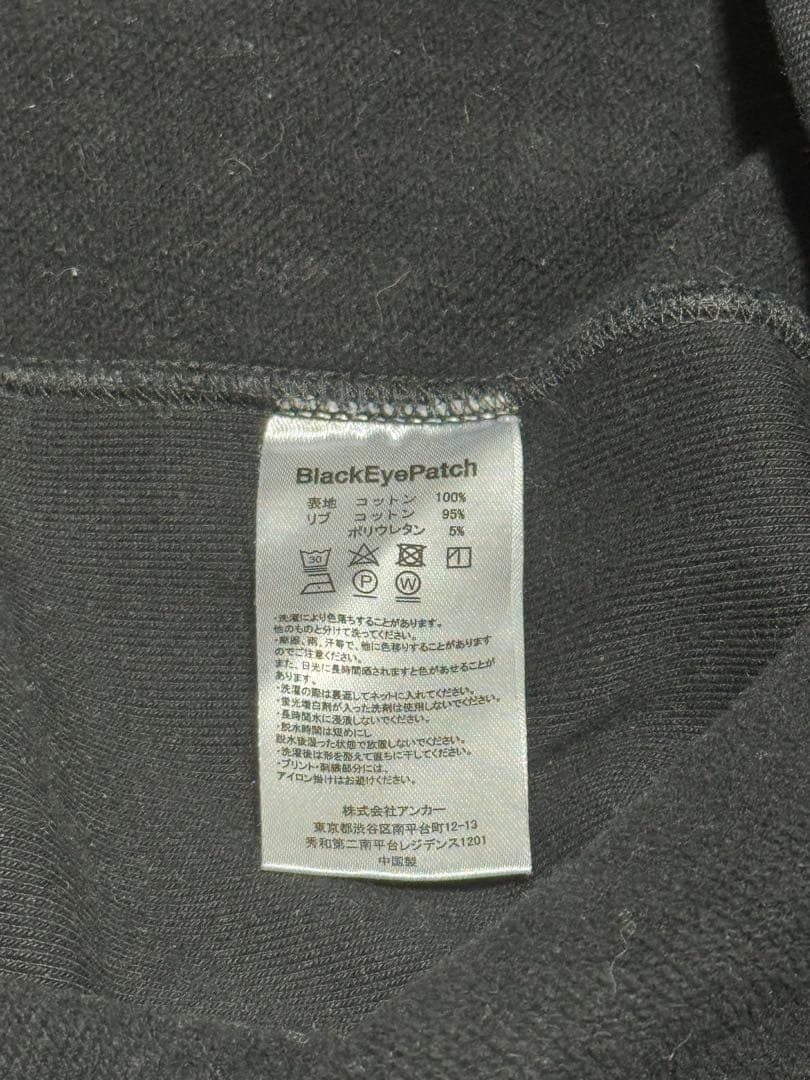 BlackEyePatch
表地 コットン 100%
リブ コットン 95%
ポリウレタン 5%
30
P W
・洗濯により色落ちすることがあります。
他のものと分けて洗ってください。
・摩擦、雨、汗等で、他に色移りすることがあります
のでご注意ください。
また、日光に長時間晒されますと色があせることが
あります。
・洗濯の際は裏返してネットに入れてください。
・蛍光増白剤が入った洗剤は使用しないでください。
・長時間水に浸漬しないでください。
・脱水時間は短めにし
脱水後湿った状態で放置しないでください。
・洗濯後は形を整えて直ちに干してください。
・プリント・刺繍部分には、
アイロン掛けはお避けください。
株式会社アンカー
東京都渋谷区南平台町12-13
秀和第二南平台レジデンス1201
中国製